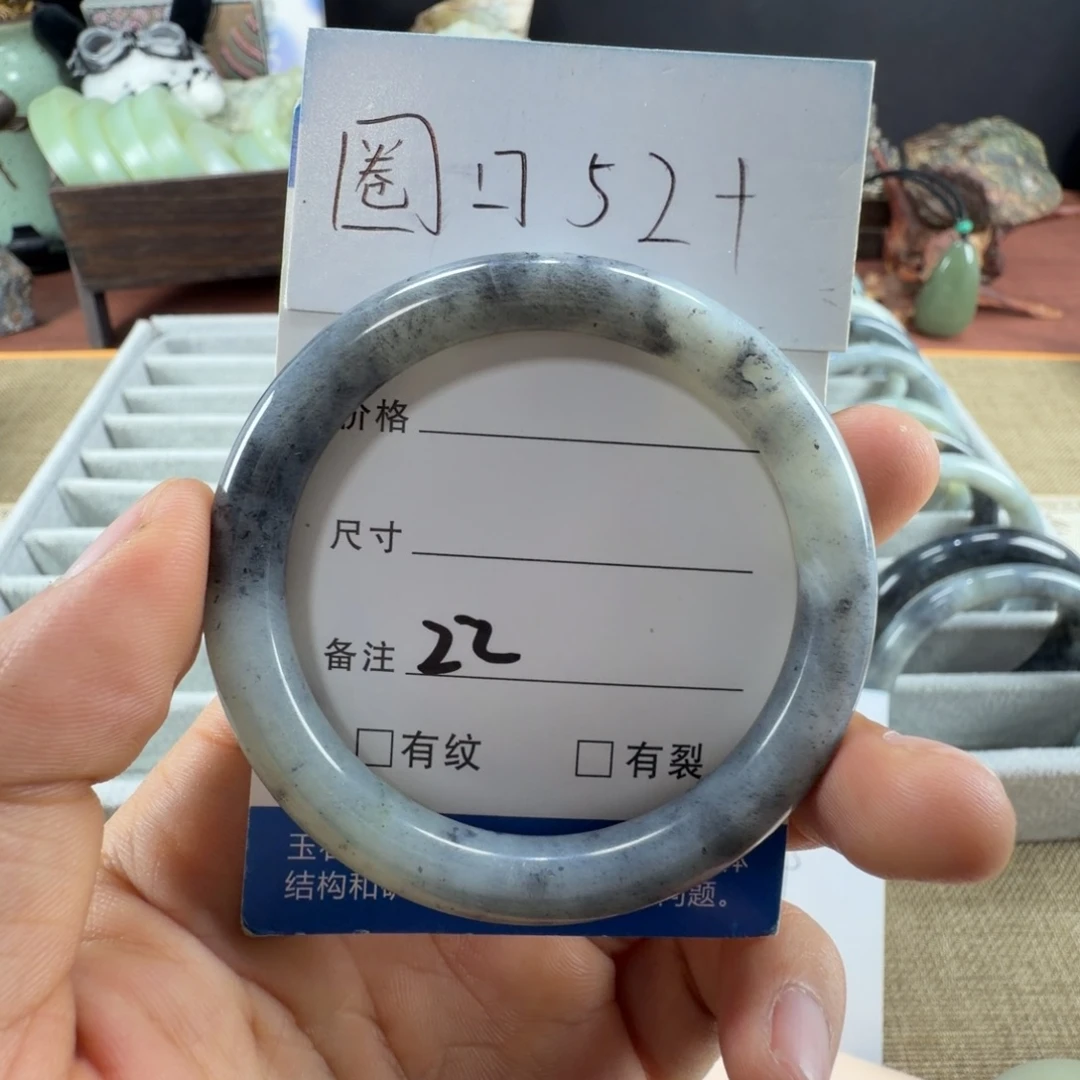 圈口52+
价格
尺寸
备注 22
□有纹 □有裂
玉
结构和 问题。